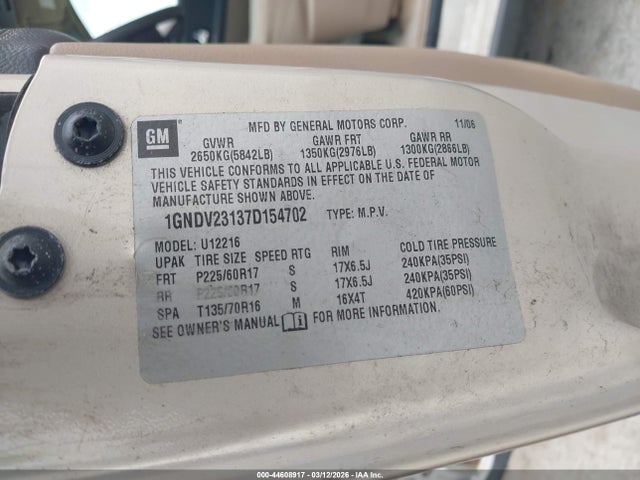 GM
MFD BY GENERAL MOTORS CORP. 11/06
GVWR GAWR FRT GAWR RR
2650KG(5842LB) 1350KG(2976LB) 1300KG(2866LB)
THIS VEHICLE CONFORMS TO ALL APPLICABLE U.S. FEDERAL MOTOR
VEHICLE SAFETY STANDARDS IN EFFECT ON THE DATE OF
MANUFACTURE SHOWN ABOVE.
1GNDV23137D154702 TYPE: M.P.V.
MODEL: U12216
UPAK TIRE SIZE SPEED RTG RIM COLD TIRE PRESSURE
FRT P225/60R17 S 17X6.5J 240KPA(35PSI)
RR P225/60R17 S 17X6.5J 240KPA(35PSI)
SPA T135/70R16 M 16X4T 420KPA(60PSI)
SEE OWNER'S MANUAL FOR MORE INFORMATION.
000-44608917 - 03/12/2026 - IAA Copart